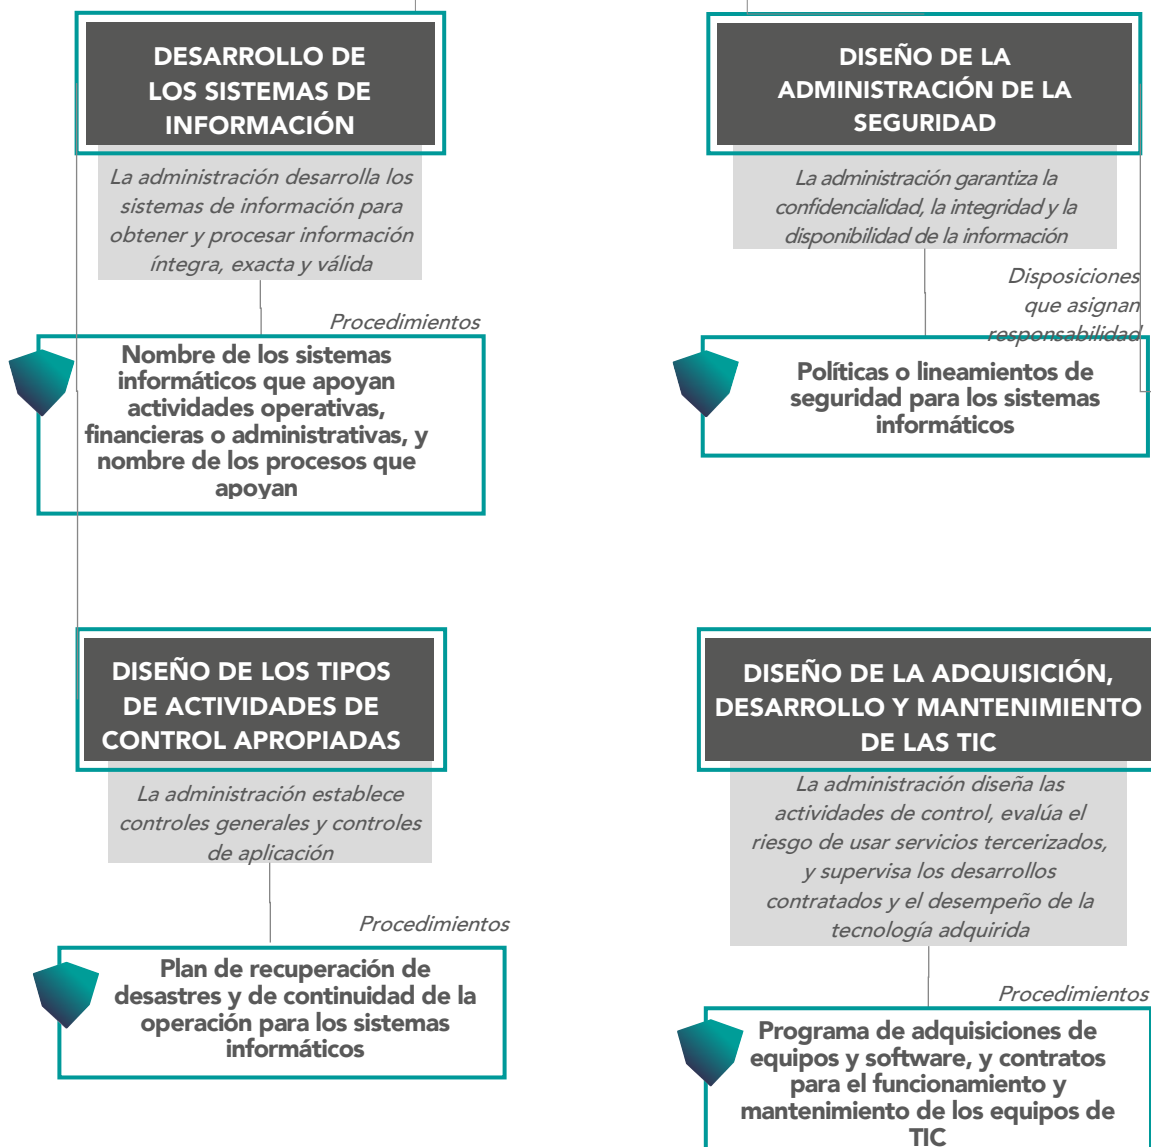 DESARROLLO DE
LOS SISTEMAS DE
INFORMACIÓN
La administración desarrolla los
sistemas de información para
obtener y procesar información
íntegra, exacta y válida
Procedimientos
Nombre de los sistemas
informáticos que apoyan
actividades operativas,
financieras o administrativas, y
nombre de los procesos que
apoyan
DISEÑO DE LA
ADMINISTRACIÓN DE LA
SEGURIDAD
La administración garantiza la
confidencialidad, la integridad y la
disponibilidad de la información
Disposiciones
que asignan
responsabilidad
Políticas o lineamientos de
seguridad para los sistemas
informáticos
DISEÑO DE LOS TIPOS
DE ACTIVIDADES DE
CONTROL APROPIADAS
La administración establece
controles generales y controles
de aplicación
Procedimientos
Plan de recuperación de
desastres y de continuidad de la
operación para los sistemas
informáticos
DISEÑO DE LA ADQUISICIÓN,
DESARROLLO Y MANTENIMIENTO
DE LAS TIC
La administración diseña las
actividades de control, evalúa el
riesgo de usar servicios tercerizados,
y supervisa los desarrollos
contratados y el desempeño de la
tecnología adquirida
Procedimientos
Programa de adquisiciones de
equipos y software, y contratos
para el funcionamiento y
mantenimiento de los equipos de
TIC